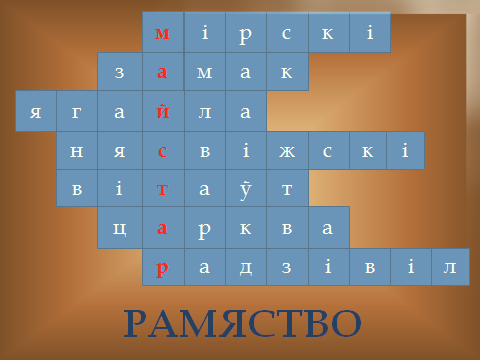 мірскі
замак
ягайла
нясвіжскі
вітаўт
царква
радзівіл
РАМЯСТВО